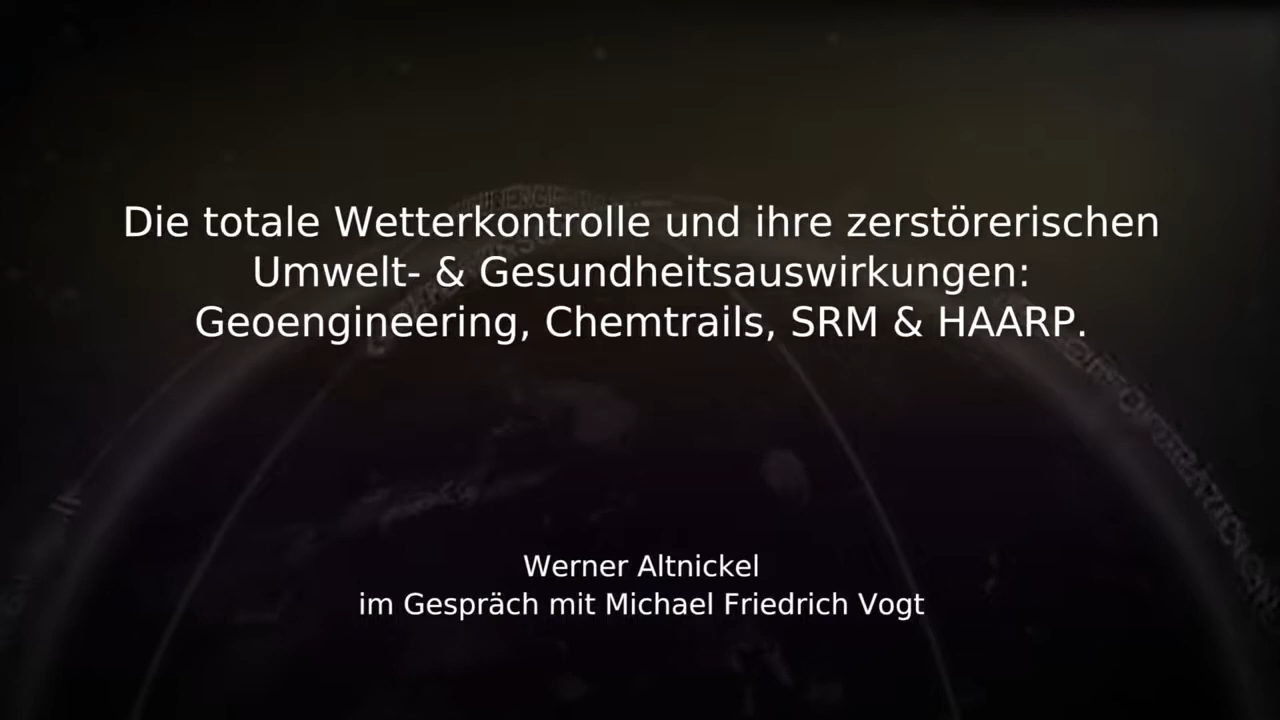 Die totale Wetterkontrolle und ihre zerstörerischen
Umwelt- & Gesundheitsauswirkungen:
Geoengineering, Chemtrails, SRM & HAARP.
Werner Altnickel
im Gespräch mit Michael Friedrich Vogt